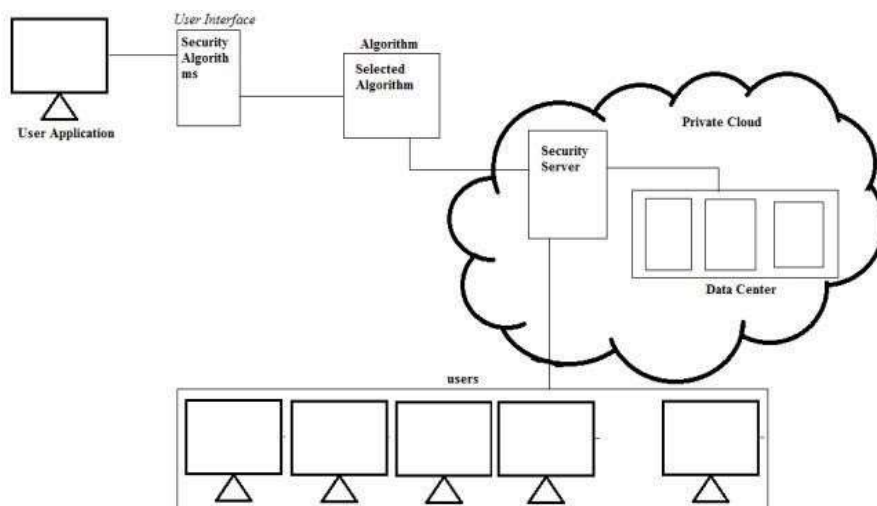 User Interface
Security
Algorith
ms
User Application
Algorithm
Selected
Algorithm
Private Cloud
Security
Server
Data Center
users